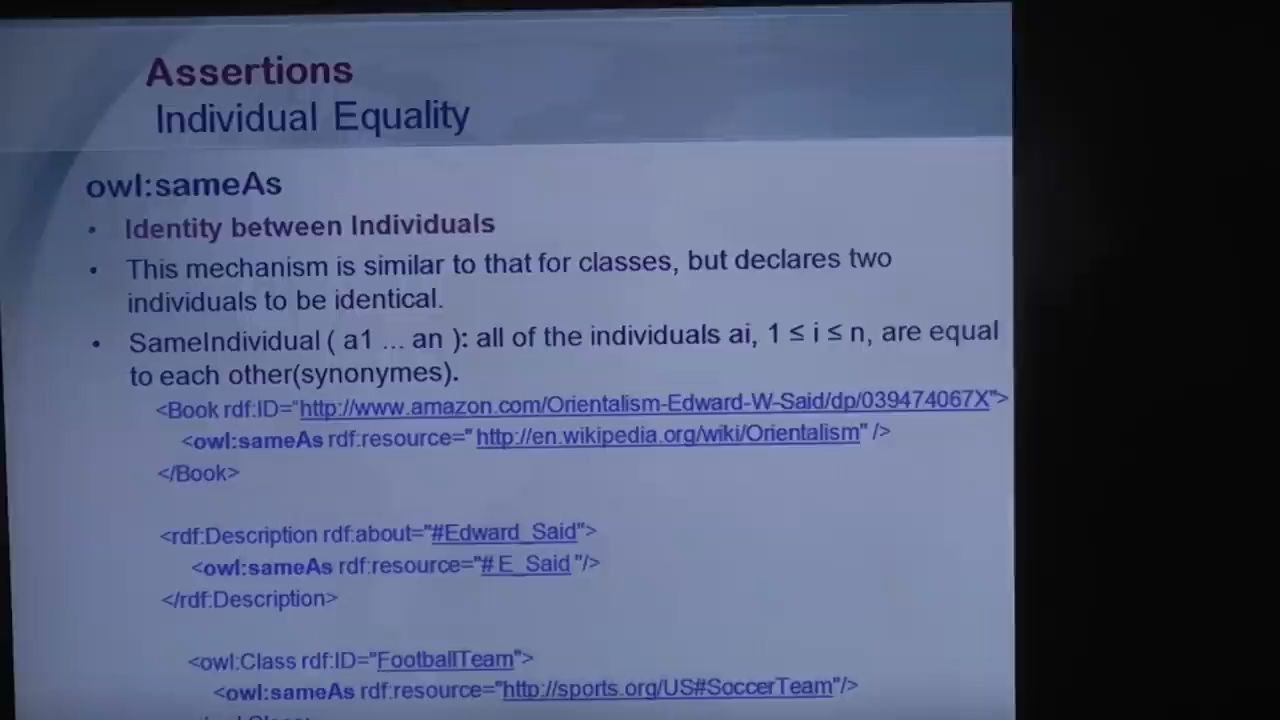 Assertions
Individual Equality
owl:sameAs
• Identity between Individuals
• This mechanism is similar to that for classes, but declares two
individuals to be identical.
• SameIndividual ( a1 ... an ): all of the individuals ai, 1 ≤ i ≤ n, are equal
to each other(synonymes).
<Book rdf:ID="http://www.amazon.com/Orientalism-Edward-W-Said/dp/039474067X">
<owl:sameAs rdf:resource=" http://en.wikipedia.org/wiki/Orientalism" />
</Book>
<rdf:Description rdf:about="#Edward_Said">
<owl:sameAs rdf:resource="# E_Said "/>
</rdf:Description>
<owl:Class rdf:ID="FootballTeam">
<owl:sameAs rdf:resource="http://sports.org/US#SoccerTeam"/>